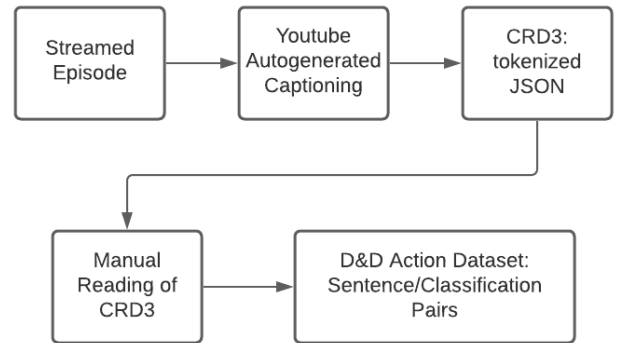 Streamed
Episode
Youtube
Autogenerated
Captioning
CRD3:
tokenized
JSON
Manual
Reading of
CRD3
D&D Action Dataset:
Sentence/Classification
Pairs